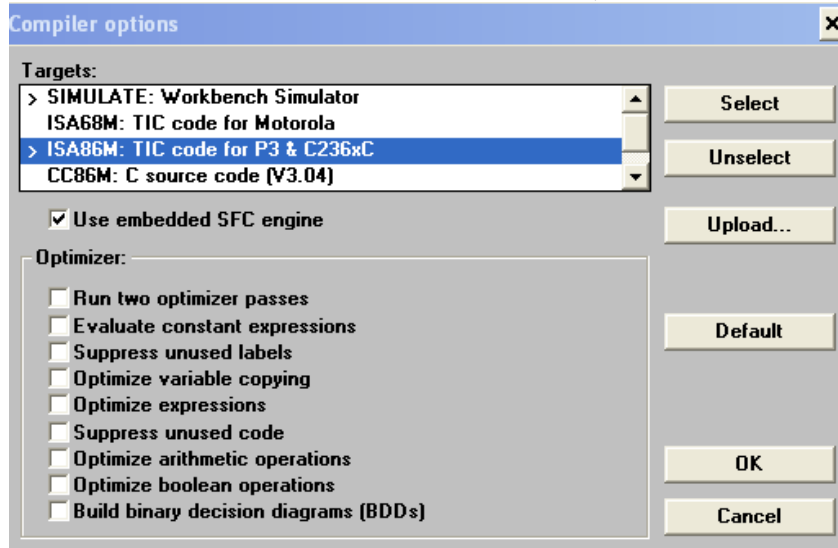 Compiler options
Targets:
> SIMULATE: Workbench Simulator
ISA68M: TIC code for Motorola
> ISA86M: TIC code for P3 & C236xC
CC86M: C source code (V3.04)
Select
Unselect
Use embedded SFC engine
Upload...
Optimizer:
Run two optimizer passes
Evaluate constant expressions
Default
Suppress unused labels
Optimize variable copying
Optimize expressions
Suppress unused code
Optimize arithmetic operations
OK
Optimize boolean operations
Build binary decision diagrams (BDDs)
Cancel